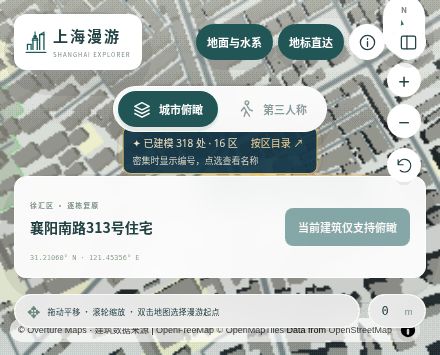 上海漫游
SHANGHAI EXPLORER
地面与水系
地标直达
N
城市俯瞰
第三人称
✦ 已建模 318 处 · 16 区 按区目录 ↗
密集时显示编号，点选查看名称
徐汇区 · 逐栋复原
襄阳南路313号住宅
31.21060° N · 121.45356° E
当前建筑仅支持俯瞰
拖动平移 · 滚轮缩放 · 双击地图选择漫游起点
0 m
© Overture Maps · 建筑数据来源 | OpenFreeMap © OpenMapTiles Data from OpenStreetMap